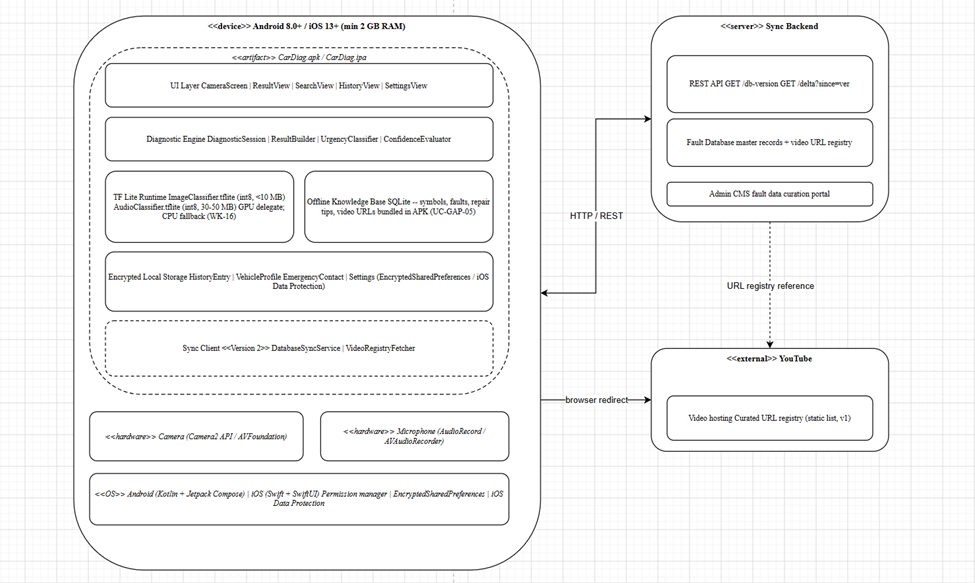 <<device>> Android 8.0+ / iOS 13+ (min 2 GB RAM)
<<artifact>> CarDiag.apk / CarDiag.ipa
UI Layer CameraScreen | ResultView | SearchView | HistoryView | SettingsView
Diagnostic Engine DiagnosticSession | ResultBuilder | UrgencyClassifier | ConfidenceEvaluator
TF Lite Runtime ImageClassifier.tflite (int8, <10 MB)
AudioClassifier.tflite (int8, 30-50 MB) GPU delegate;
CPU fallback (WK-16)
Offline Knowledge Base SQLite -- symbols, faults, repair
tips, video URLs bundled in APK (UC-GAP-05)
Encrypted Local Storage HistoryEntry | VehicleProfile EmergencyContact | Settings (EncryptedSharedPreferences / iOS
Data Protection)
Sync Client <<Version 2>> DatabaseSyncService | VideoRegistryFetcher
<<hardware>> Camera (Camera2 API / AVFoundation)
<<hardware>> Microphone (AudioRecord /
AVAudioRecorder)
<<OS>> Android (Kotlin + Jetpack Compose) | iOS (Swift + SwiftUI) Permission manager | EncryptedSharedPreferences | iOS
Data Protection
HTTP / REST
browser redirect
<<server>> Sync Backend
REST API GET /db-version GET /delta?since=ver
Fault Database master records + video URL registry
Admin CMS fault data curation portal
URL registry reference
<<external>> YouTube
Video hosting Curated URL registry (static list, v1)